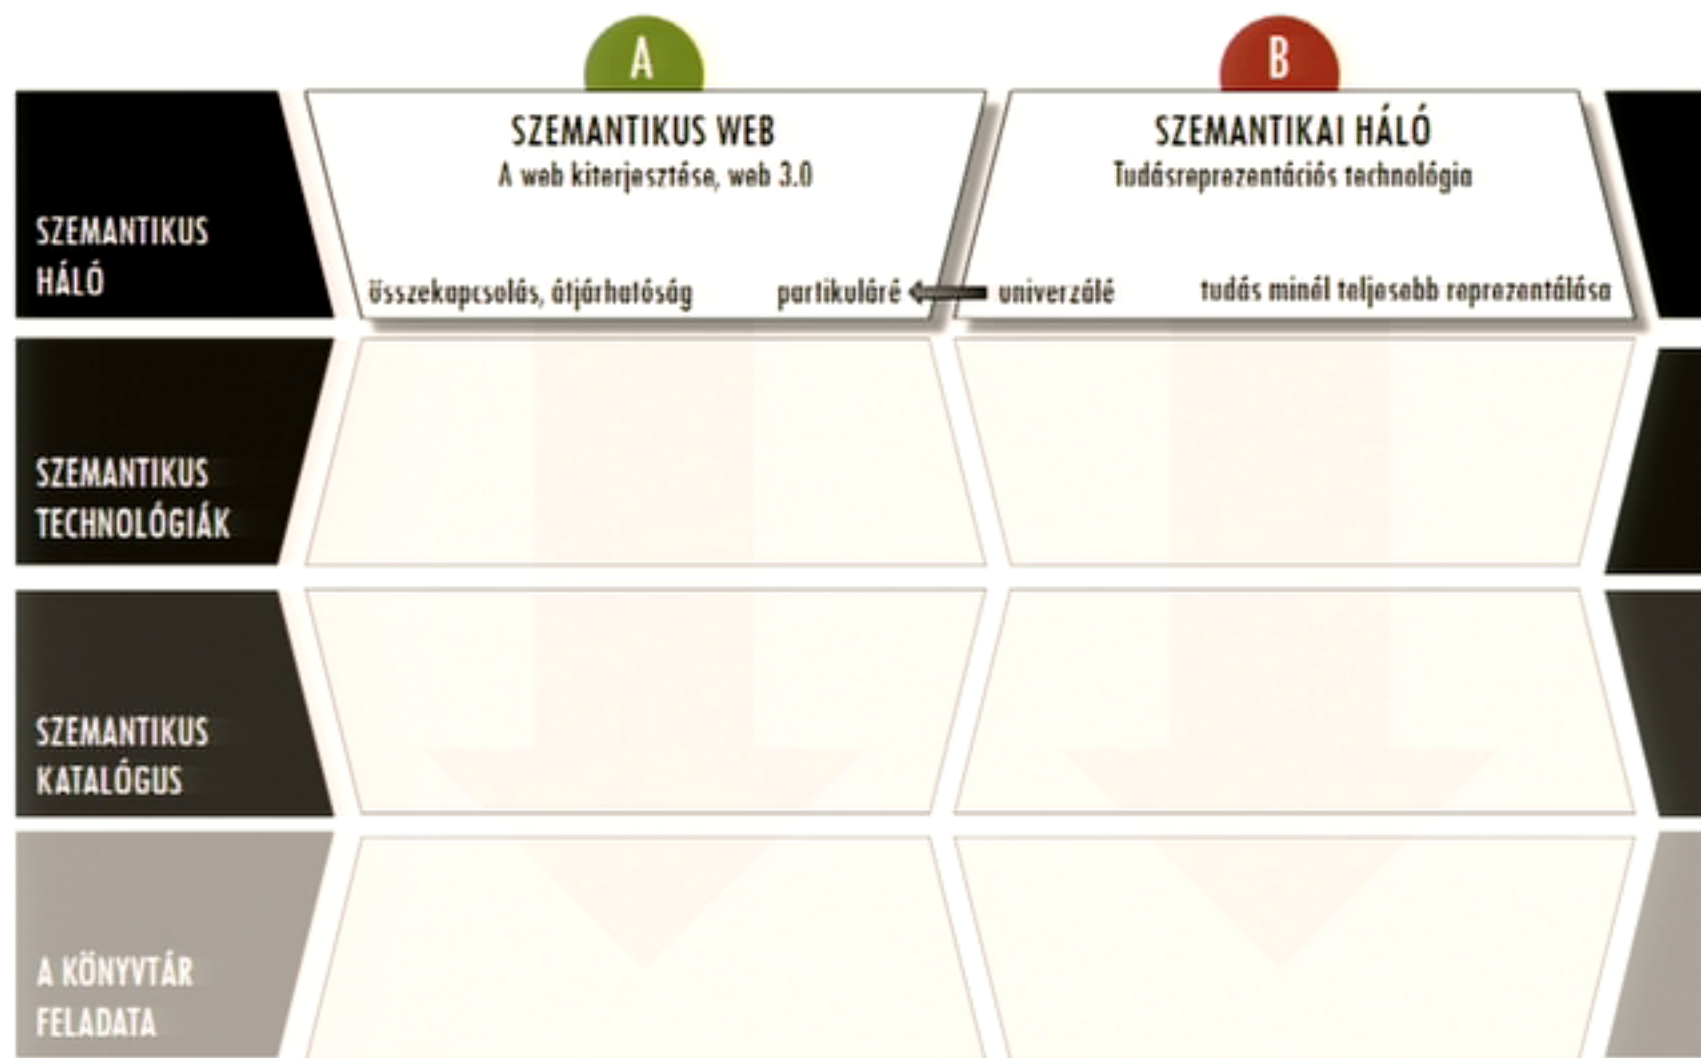 A
B
SZEMANTIKUS WEB
A web kiterjesztése, web 3.0
SZEMANTIKAI HÁLÓ
Tudásreprezentációs technológia
SZEMANTIKUS
HÁLÓ
összekapcsolás, átjárhatóság
partikuláré
univerzálé
tudás minél teljesebb reprezentálása
SZEMANTIKUS
TECHNOLÓGIÁK
SZEMANTIKUS
KATALÓGUS
A KÖNYVTÁR
FELADATA